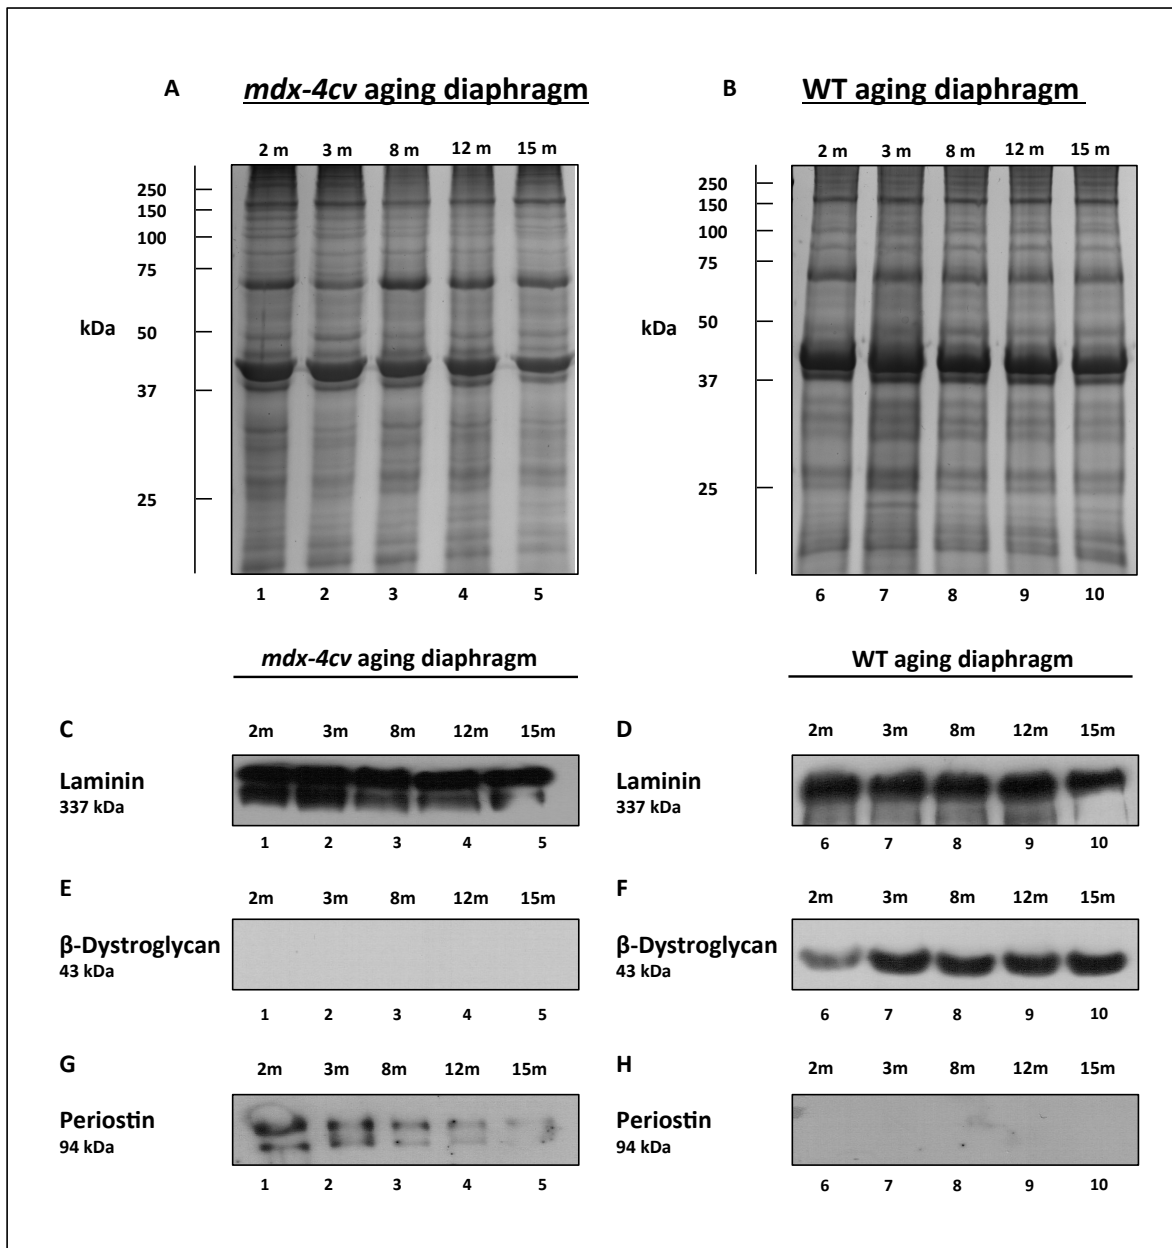 A mdx-4cv aging diaphragm
B WT aging diaphragm
2 m 3 m 8 m 12 m 15 m
2 m 3 m 8 m 12 m 15 m
250
150
100
75
50
kDa
37
25
250
150
100
75
50
kDa
37
25
1 2 3 4 5
6 7 8 9 10
mdx-4cv aging diaphragm
WT aging diaphragm
C 2m 3m 8m 12m 15m
Laminin
337 kDa
1 2 3 4 5
D 2m 3m 8m 12m 15m
Laminin
337 kDa
6 7 8 9 10
E 2m 3m 8m 12m 15m
β-Dystroglycan
43 kDa
1 2 3 4 5
F 2m 3m 8m 12m 15m
β-Dystroglycan
43 kDa
6 7 8 9 10
G 2m 3m 8m 12m 15m
Periostin
94 kDa
1 2 3 4 5
H 2m 3m 8m 12m 15m
Periostin
94 kDa
6 7 8 9 10